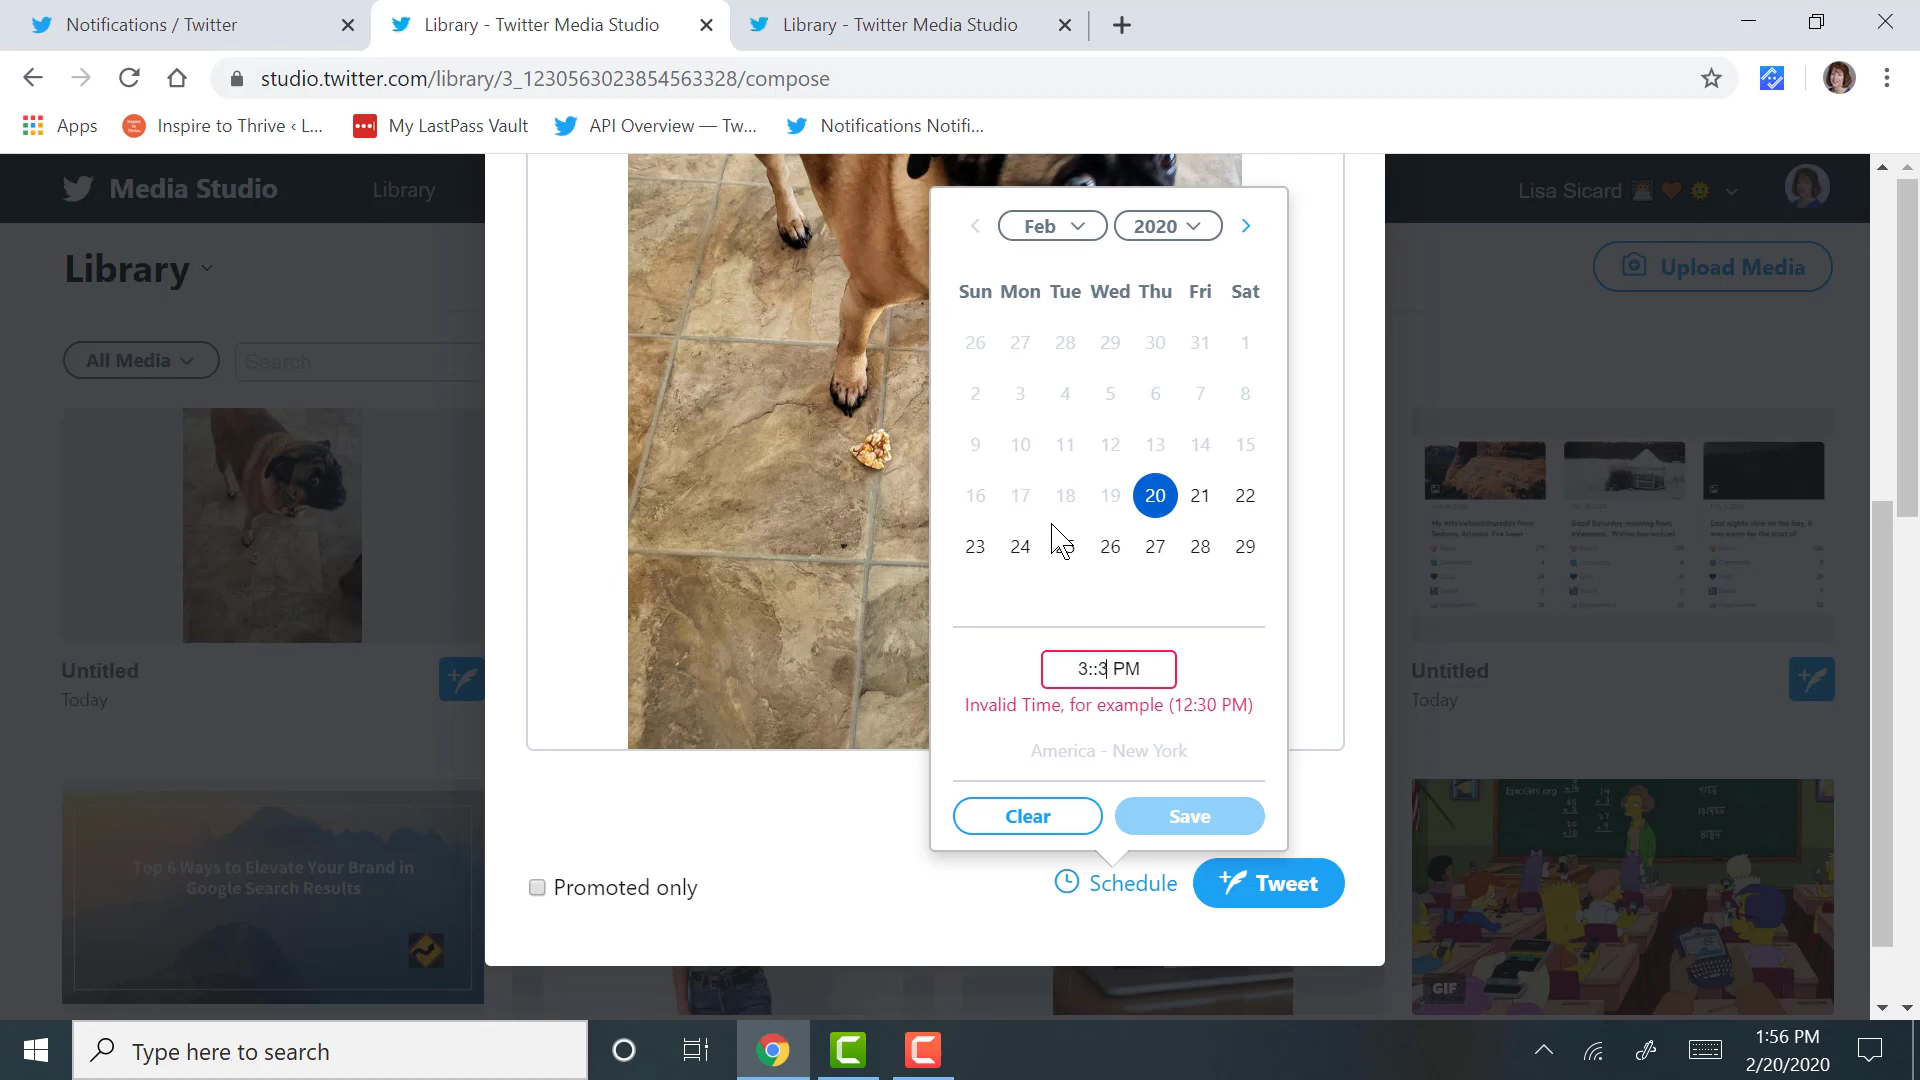 Notifications / Twitter
Library - Twitter Media Studio
Library - Twitter Media Studio
studio.twitter.com/library/3_1230563023854563328/compose
Apps
Inspire to Thrive ‹ L...
My LastPass Vault
API Overview — Tw...
Notifications Notifi...
Media Studio
Library
Lisa Sicard
Library
Upload Media
All Media
Search
Feb
2020
Sun Mon Tue Wed Thu Fri Sat
26 27 28 29 30 31 1
2 3 4 5 6 7 8
9 10 11 12 13 14 15
16 17 18 19 20 21 22
23 24 25 26 27 28 29
3::3 PM
Invalid Time, for example (12:30 PM)
America - New York
Clear
Save
Untitled
Today
Untitled
Today
Top 6 Ways to Elevate Your Brand in
Google Search Results
EpicGifs.org
GIF
Promoted only
Schedule
Tweet
Type here to search
1:56 PM
2/20/2020